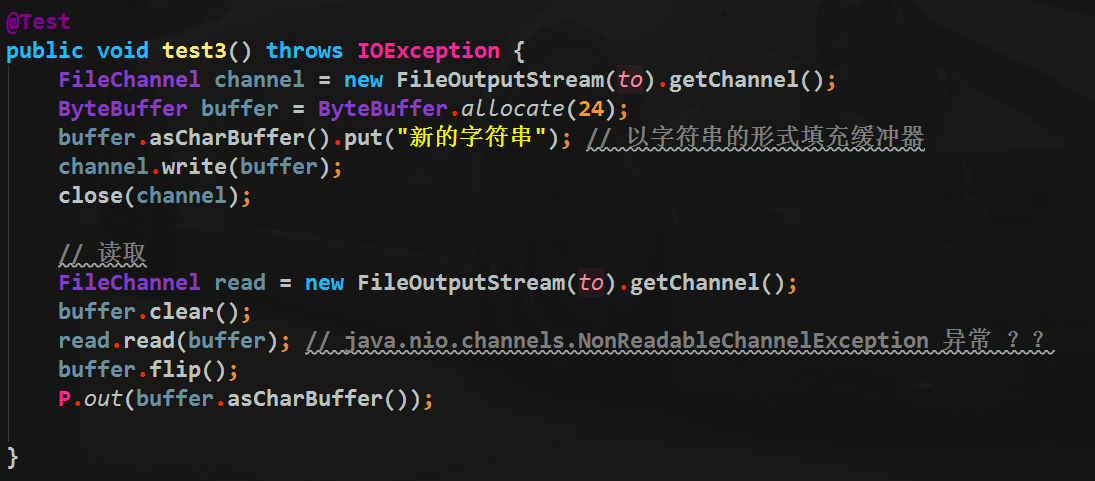 @Test
public void test3() throws IOException {
FileChannel channel = new FileOutputStream(to).getChannel();
ByteBuffer buffer = ByteBuffer.allocate(24);
buffer.asCharBuffer().put("新的字符串"); // 以字符串的形式填充缓冲器
channel.write(buffer);
close(channel);
// 读取
FileChannel read = new FileOutputStream(to).getChannel();
buffer.clear();
read.read(buffer); // java.nio.channels.NonReadableChannelException 异常 ？？
buffer.flip();
P.out(buffer.asCharBuffer());
}